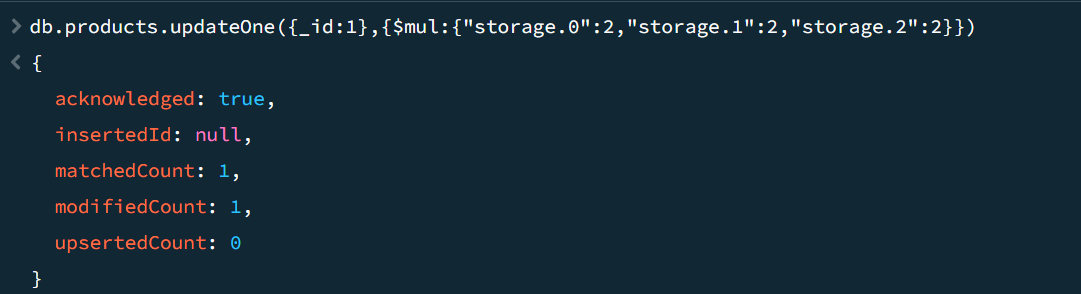 > db.products.updateOne({_id:1},{$mul:{"storage.0":2,"storage.1":2,"storage.2":2}})
< {
acknowledged: true,
insertedId: null,
matchedCount: 1,
modifiedCount: 1,
upsertedCount: 0
}